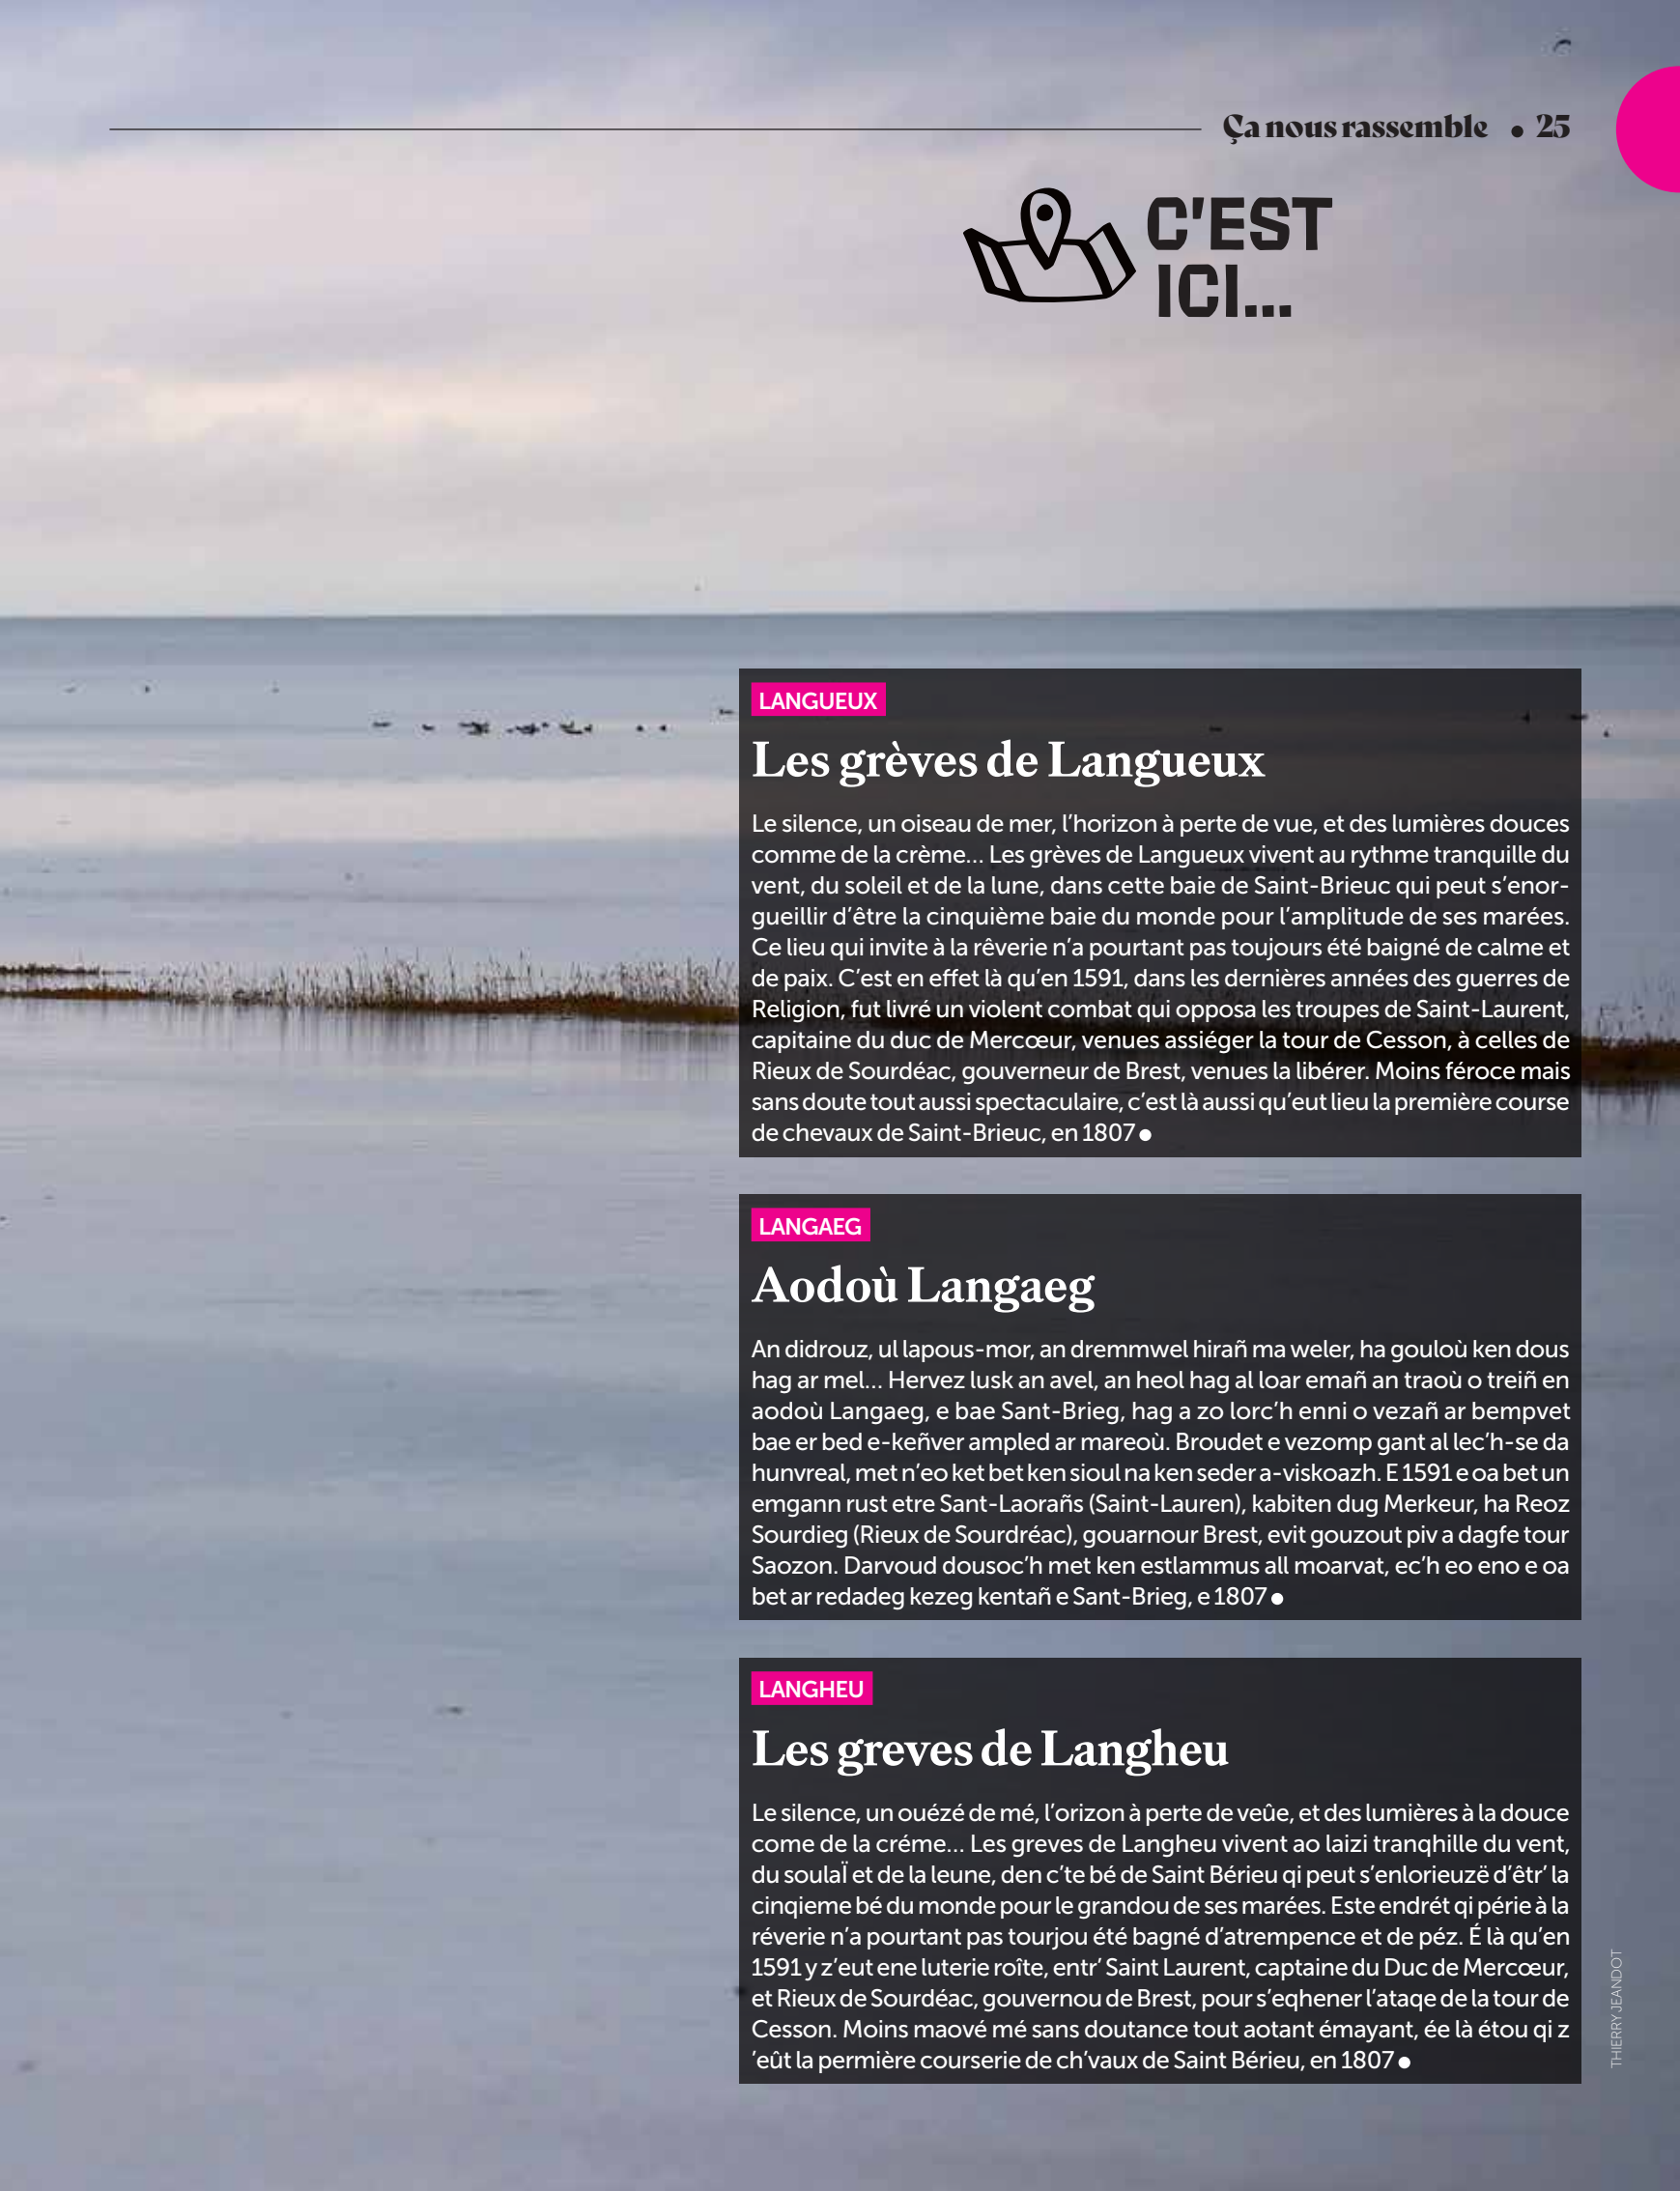 Ça nous rassemble • 25
C'EST
ICI...
LANGUEUX
Les grèves de Langueux
Le silence, un oiseau de mer, l'horizon à perte de vue, et des lumières douces
comme de la crème... Les grèves de Langueux vivent au rythme tranquille du
vent, du soleil et de la lune, dans cette baie de Saint-Brieuc qui peut s'enor-
gueillir d'être la cinquième baie du monde pour l'amplitude de ses marées.
Ce lieu qui invite à la rêverie n'a pourtant pas toujours été baigné de calme et
de paix. C'est en effet là qu'en 1591, dans les dernières années des guerres de
Religion, fut livré un violent combat qui opposa les troupes de Saint-Laurent,
capitaine du duc de Mercœur, venues assiéger la tour de Cesson, à celles de
Rieux de Sourdéac, gouverneur de Brest, venues la libérer. Moins féroce mais
sans doute tout aussi spectaculaire, c'est là aussi qu'eut lieu la première course
de chevaux de Saint-Brieuc, en 1807 ●
LANGAEG
Aodoù Langaeg
An didrouz, ul lapous-mor, an dremmwel hirañ ma weler, ha gouloù ken dous
hag ar mel... Hervez lusk an avel, an heol hag al loar emañ an traoù o treiñ en
aodoù Langaeg, e bae Sant-Brieg, hag a zo lorc'h enni o vezañ ar bempvet
bae er bed e-keñver ampled ar mareoù. Broudet e vezomp gant al lec'h-se da
hunvreal, met n'eo ket bet ken sioul na ken seder a-viskoazh. E 1591 e oa bet un
emgann rust etre Sant-Laorañs (Saint-Lauren), kabiten dug Merkeur, ha Reoz
Sourdieg (Rieux de Sourdréac), gouarnour Brest, evit gouzout piv a dagfe tour
Saozon. Darvoud dousoc'h met ken estlammus all moarvat, ec'h eo eno e oa
bet ar redadeg kezeg kentañ e Sant-Brieg, e 1807 ●
LANGHEU
Les greves de Langheu
Le silence, un ouézé de mé, l'orizon à perte de veûe, et des lumières à la douce
come de la créme... Les greves de Langheu vivent ao laizi tranqhille du vent,
du soulaÏ et de la leune, den c'te bé de Saint Bérieu qi peut s'enlorieuzë d'êtr' la
cinqieme bé du monde pour le grandou de ses marées. Este endrét qi périe à la
réverie n'a pourtant pas tourjou été bagné d'atrempence et de péz. É là qu'en
1591 y z'eut ene luterie roîte, entr' Saint Laurent, captaine du Duc de Mercœur,
et Rieux de Sourdéac, gouvernou de Brest, pour s'eqhener l'ataqe de la tour de
Cesson. Moins maové mé sans doutance tout aotant émayant, ée là étou qi z
'eût la permière courserie de ch'vaux de Saint Bérieu, en 1807 ●
THIERRY JEANDOT